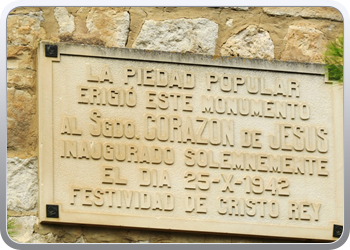 LA PIEDAD POPULAR
ERIGIÓ ESTE MONUMENTO
AL SGDO. CORAZON DE JESUS
INAUGURADO SOLEMNEMENTE
EL DIA 25-X-1942
FESTIVIDAD DE CRISTO REY